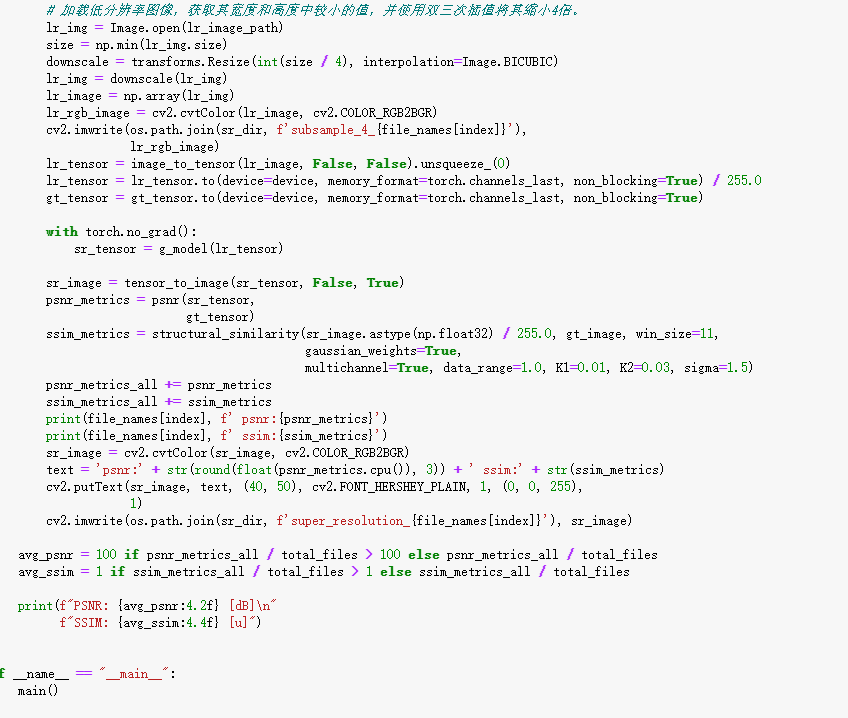 # 加载低分辨率图像，获取其宽度和高度中较小的值，并使用双三次插值将其缩小4倍。
lr_img = Image.open(lr_image_path)
size = np.min(lr_img.size)
downscale = transforms.Resize(int(size / 4), interpolation=Image.BICUBIC)
lr_img = downscale(lr_img)
lr_image = np.array(lr_img)
lr_rgb_image = cv2.cvtColor(lr_image, cv2.COLOR_RGB2BGR)
cv2.imwrite(os.path.join(sr_dir, f'subsample_4_{file_names[index]}'),
lr_rgb_image)
lr_tensor = image_to_tensor(lr_image, False, False).unsqueeze_(0)
lr_tensor = lr_tensor.to(device=device, memory_format=torch.channels_last, non_blocking=True) / 255.0
gt_tensor = gt_tensor.to(device=device, memory_format=torch.channels_last, non_blocking=True)
with torch.no_grad():
sr_tensor = g_model(lr_tensor)
sr_image = tensor_to_image(sr_tensor, False, True)
psnr_metrics = psnr(sr_tensor,
gt_tensor)
ssim_metrics = structural_similarity(sr_image.astype(np.float32) / 255.0, gt_image, win_size=11,
gaussian_weights=True,
multichannel=True, data_range=1.0, K1=0.01, K2=0.03, sigma=1.5)
psnr_metrics_all += psnr_metrics
ssim_metrics_all += ssim_metrics
print(file_names[index], f' psnr:{psnr_metrics}')
print(file_names[index], f' ssim:{ssim_metrics}')
sr_image = cv2.cvtColor(sr_image, cv2.COLOR_RGB2BGR)
text = 'psnr:' + str(round(float(psnr_metrics.cpu()), 3)) + ' ssim:' + str(ssim_metrics)
cv2.putText(sr_image, text, (40, 50), cv2.FONT_HERSHEY_PLAIN, 1, (0, 0, 255),
1)
cv2.imwrite(os.path.join(sr_dir, f'super_resolution_{file_names[index]}'), sr_image)
avg_psnr = 100 if psnr_metrics_all / total_files > 100 else psnr_metrics_all / total_files
avg_ssim = 1 if ssim_metrics_all / total_files > 1 else ssim_metrics_all / total_files
print(f"PSNR: {avg_psnr:4.2f} [dB]\n"
f"SSIM: {avg_ssim:4.4f} [u]")
f __name__ == "__main__":
main()